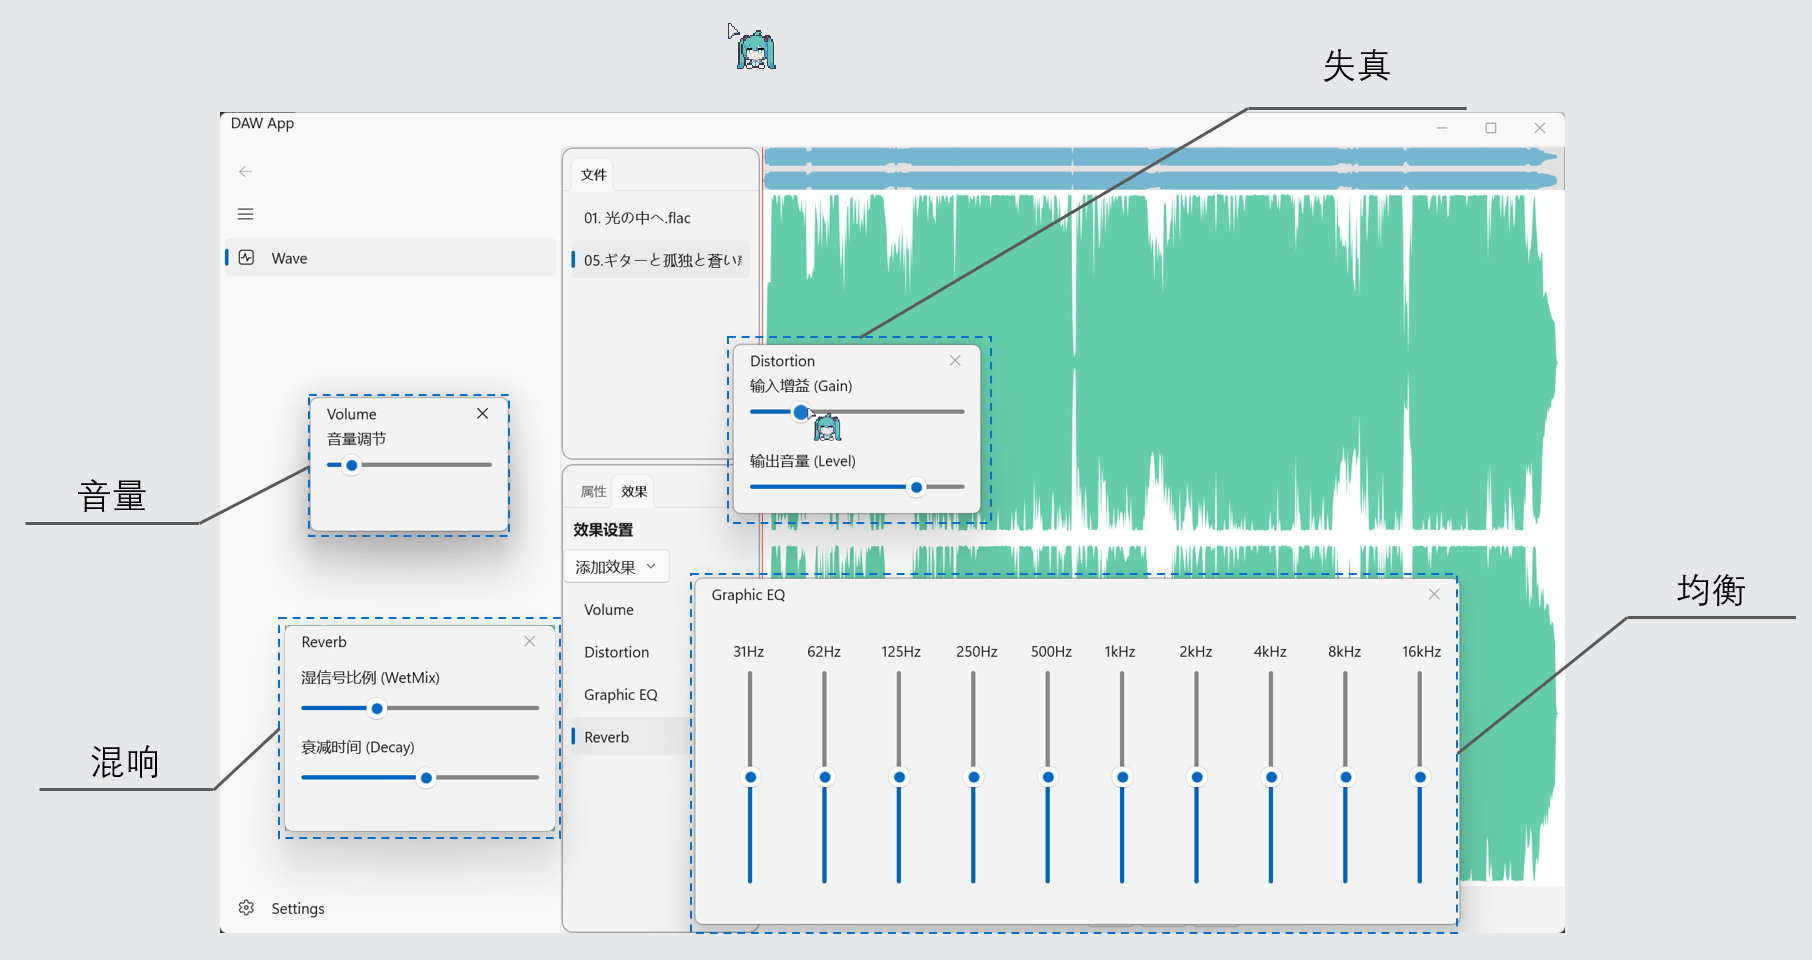 失真
DAW App
文件
01. 光の中へ.flac
Wave
05.ギターと孤独と蒼い
Distortion
输入增益 (Gain)
输出音量 (Level)
Volume
音量调节
音量
属性 效果
效果设置
添加效果
Volume
Distortion
Graphic EQ
Reverb
Graphic EQ
31Hz 62Hz 125Hz 250Hz 500Hz 1kHz 2kHz 4kHz 8kHz 16kHz
均衡
Reverb
湿信号比例 (WetMix)
衰减时间 (Decay)
混响
Settings